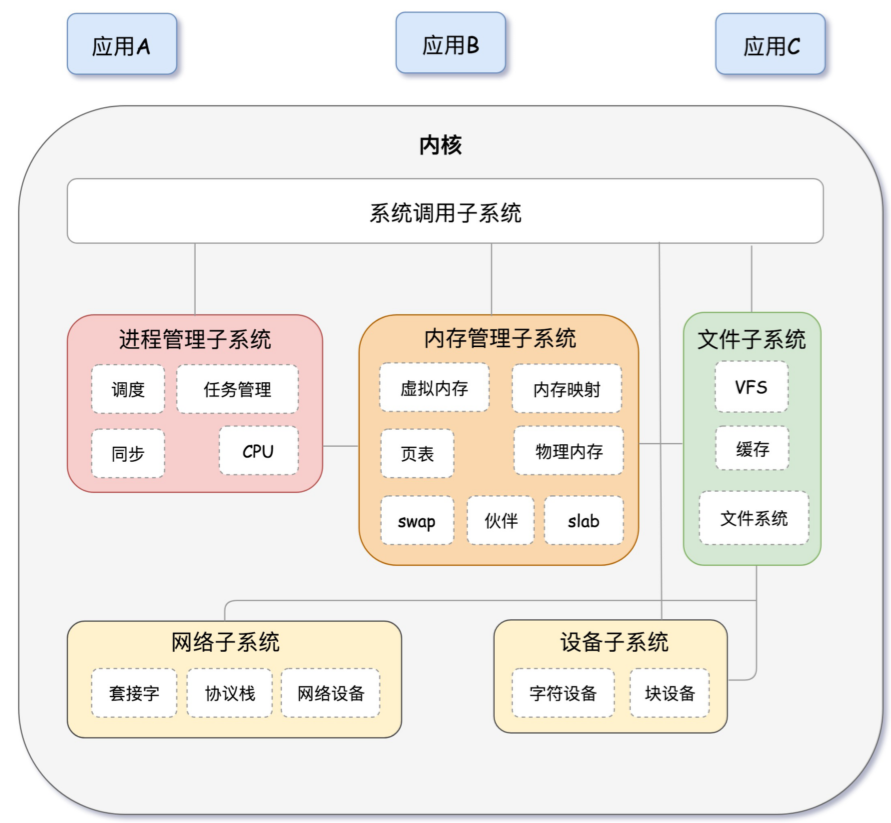 应用A
应用B
应用C
内核
系统调用子系统
进程管理子系统
调度
任务管理
同步
CPU
内存管理子系统
虚拟内存
内存映射
页表
物理内存
swap
伙伴
slab
文件子系统
VFS
缓存
文件系统
网络子系统
套接字
协议栈
网络设备
设备子系统
字符设备
块设备